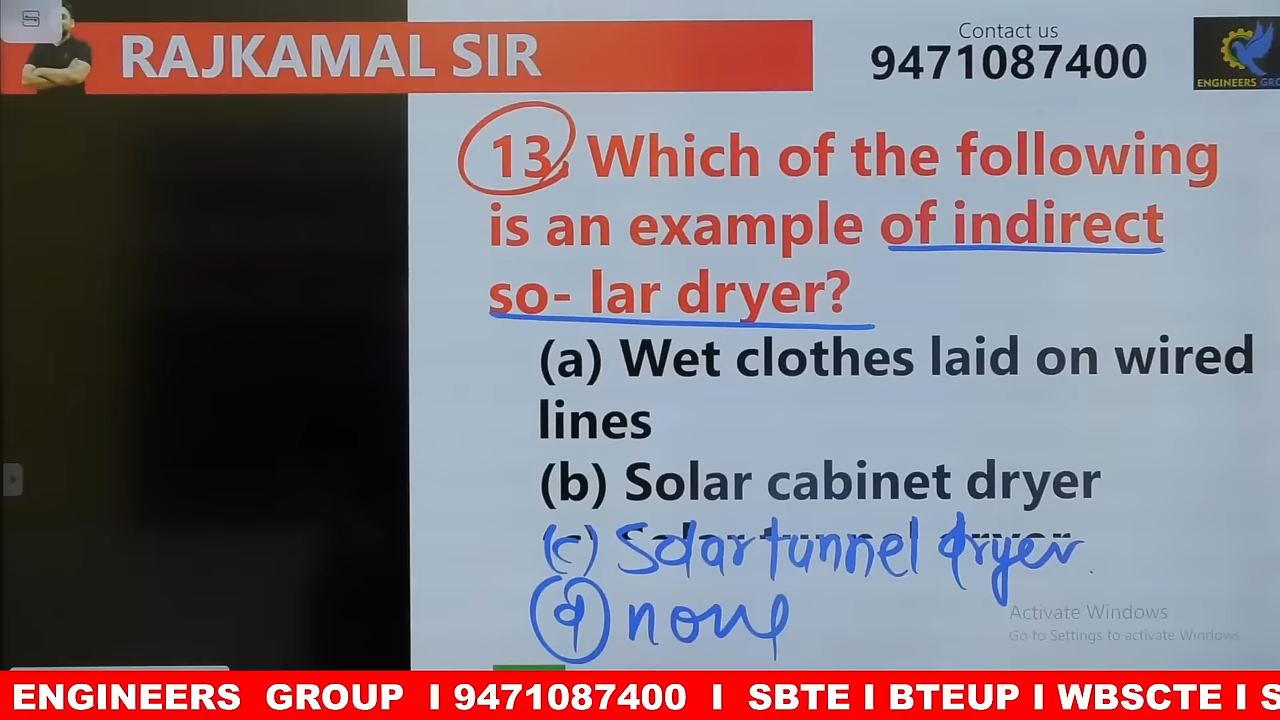 RAJKAMAL SIR
Contact us
9471087400
ENGINEERS GRO
13. Which of the following
is an example of indirect
so- lar dryer?
(a) Wet clothes laid on wired
lines
(b) Solar cabinet dryer
(c) Solar tunnel dryer
(d) none
Activate Windows
Go to Settings to activate Windows
ENGINEERS GROUP I 9471087400 I SBTE I BTEUP I WBSCTE I S